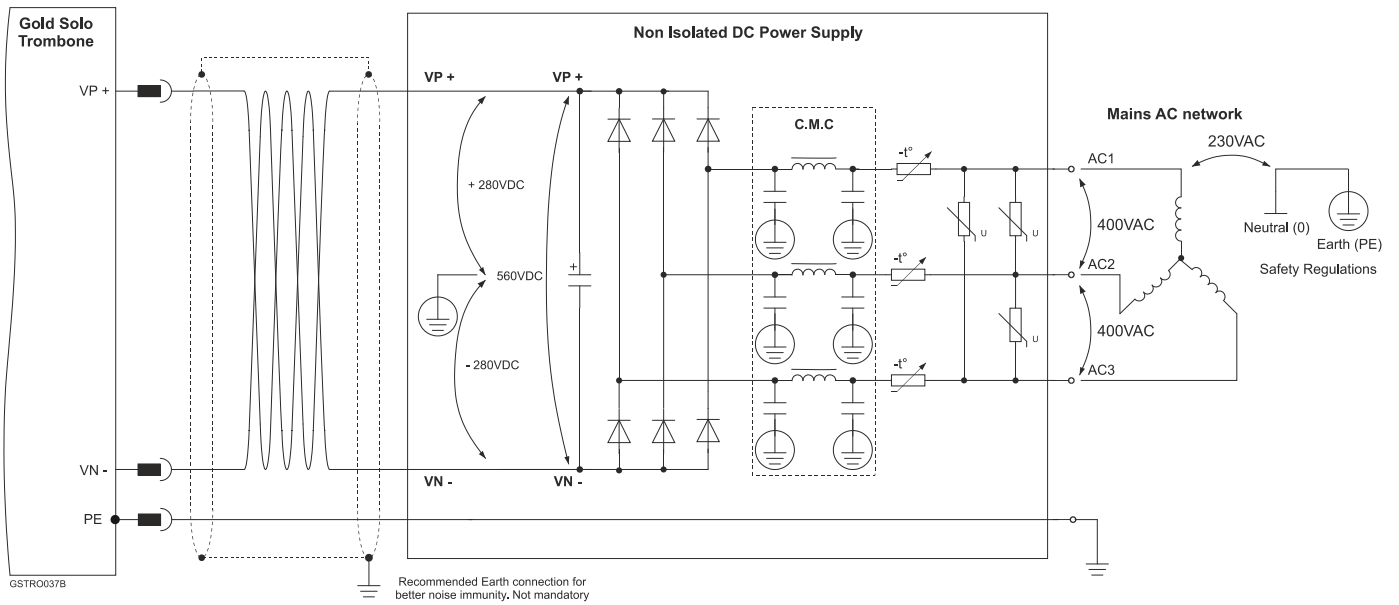 Gold Solo
Trombone
Non Isolated DC Power Supply
VP +
VP +
VP +
C.M.C
Mains AC network
230VAC
-t°
AC1
+ 280VDC
U
U
400VAC
Neutral (0)
Earth (PE)
Safety Regulations
-t°
AC2
560VDC
+
U
400VAC
- 280VDC
-t°
AC3
VN -
VN -
VN -
PE
GSTRO037B
Recommended Earth connection for
better noise immunity. Not mandatory